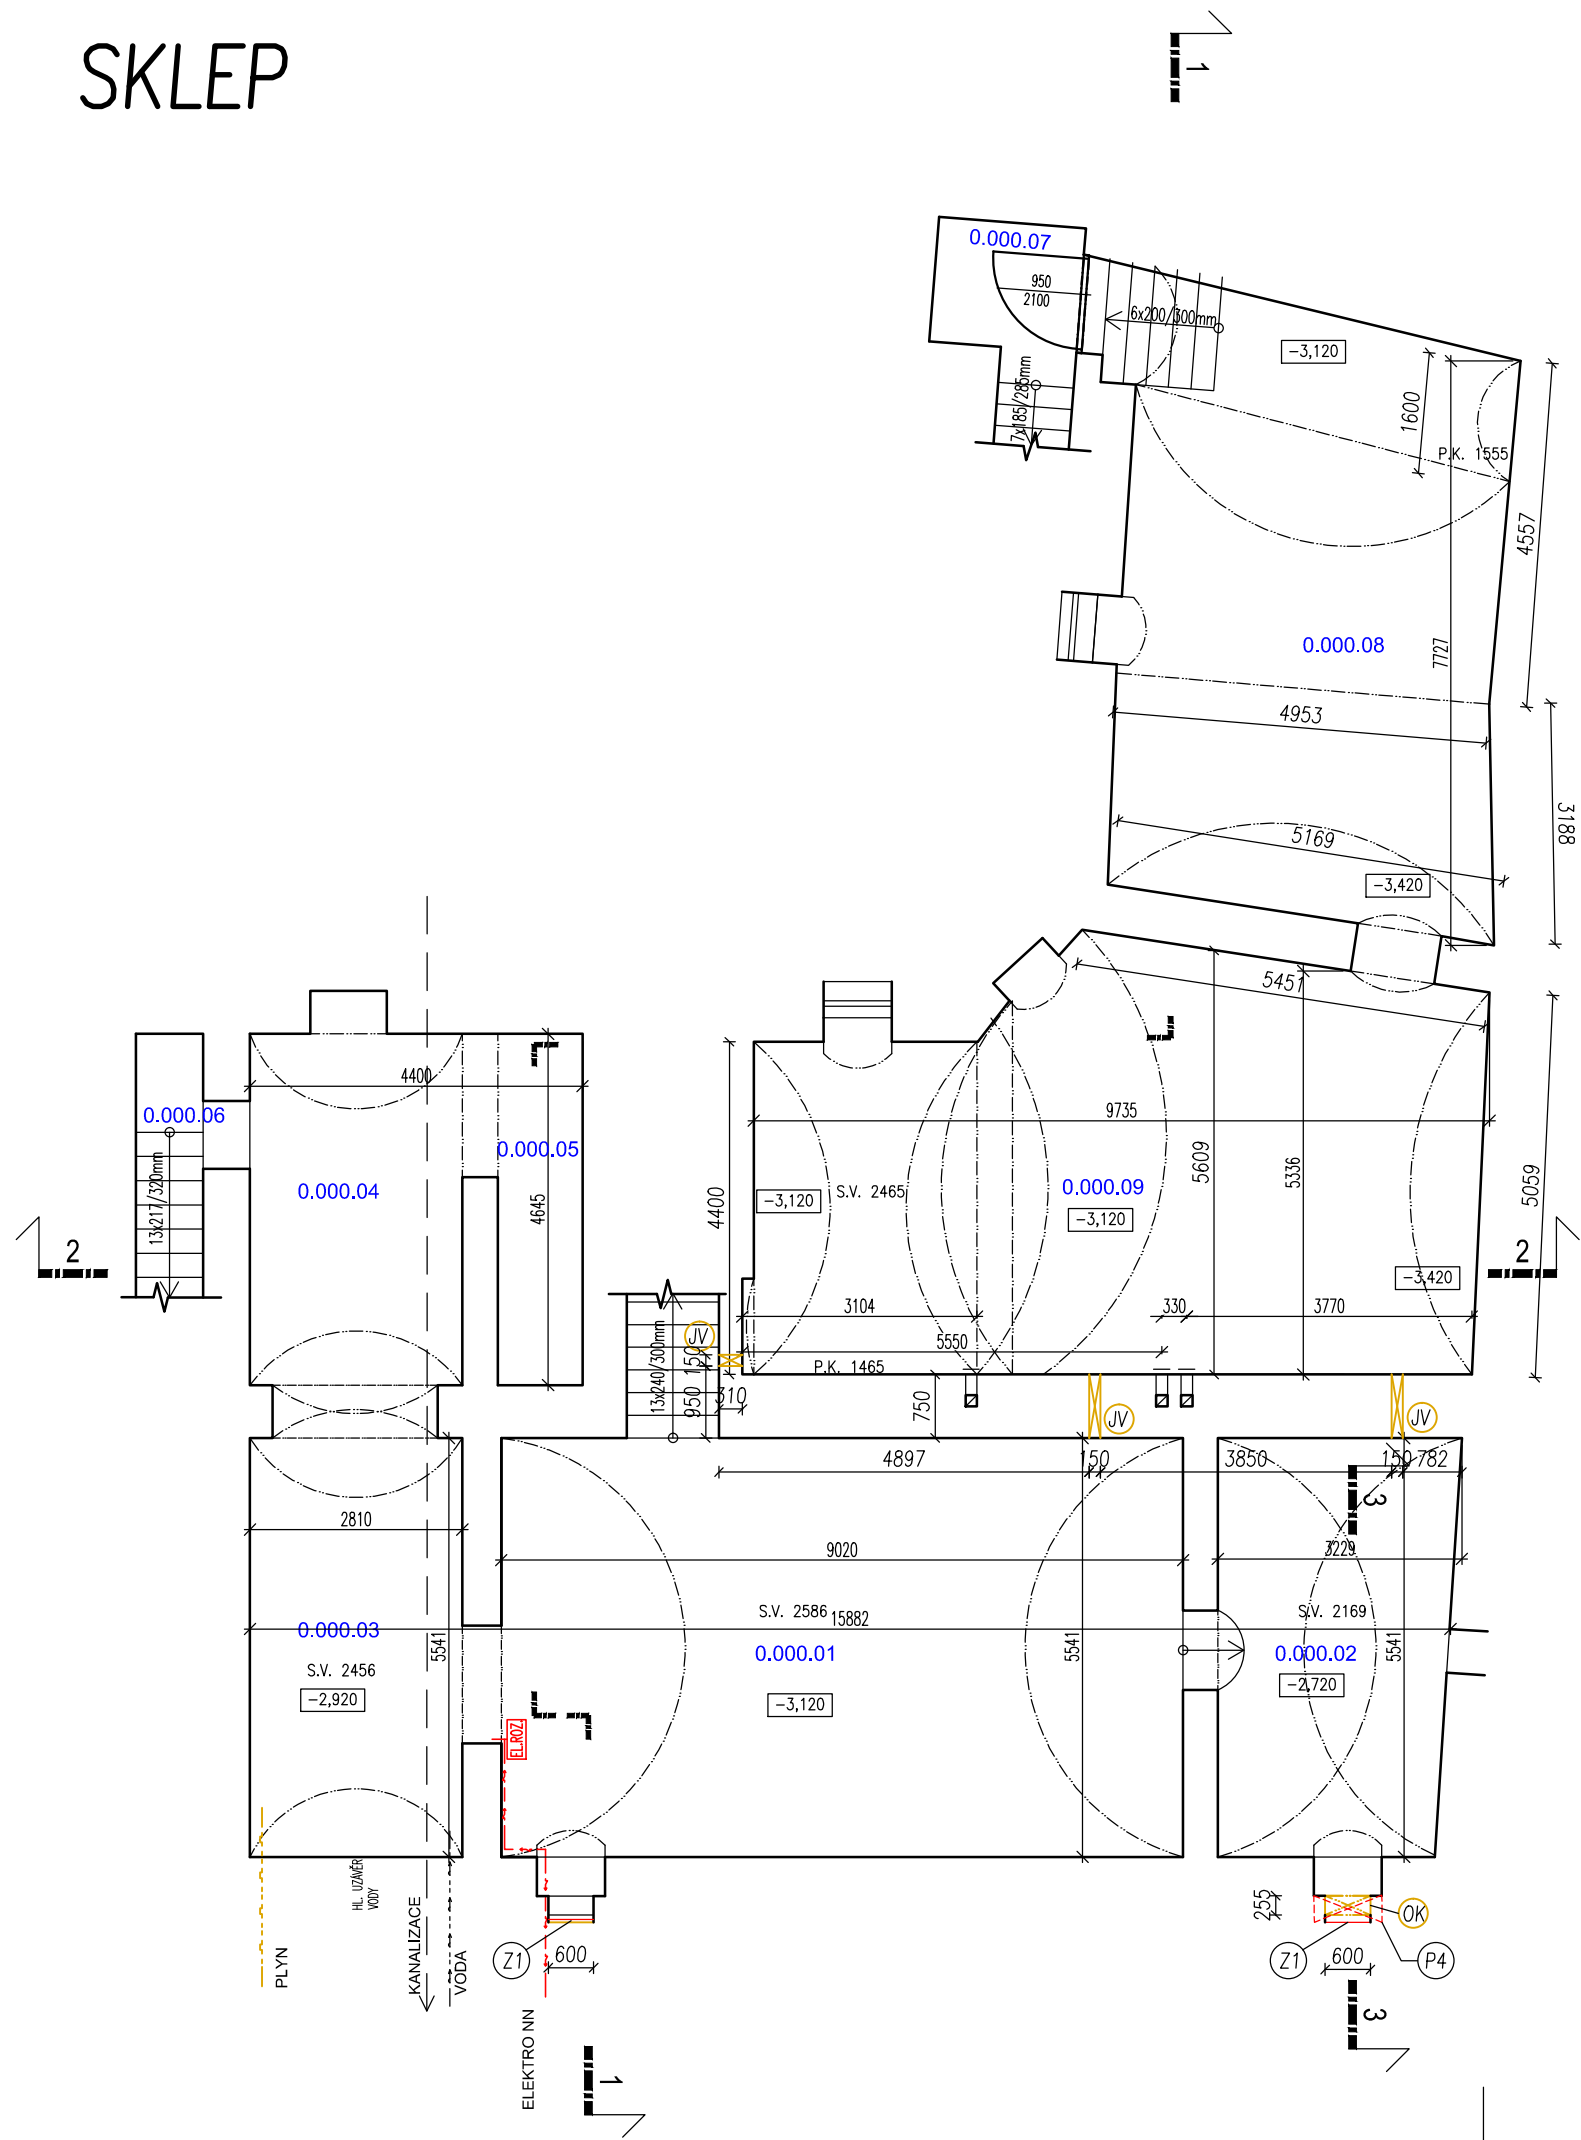 SKLEP
1
0.000.07
950
2100
6x200/300mm
-3,120
7x185/285mm
1600
P.K. 1555
4557
0.000.08
7727
4953
3188
5169
-3,420
5451
4400
0.000.06
9735
0.000.05
5609
5336
13x217/320mm
0.000.04
4645
4400
-3,120
S.V. 2465
0.000.09
-3,120
5059
2
2
-3,420
3104
330
3770
13x240/300mm
JV
150
5550
P.K. 1465
950
310
750
JV
JV
4897
150
3850
150
782
3
2810
9020
3229
S.V. 2586
15882
S.V. 2169
0.000.03
5541
0.000.01
5541
0.000.02
5541
S.V. 2456
-2,920
-3,120
-2,720
EL.ROZ.
HL. UZÁVĚR
VODY
KANALIZACE
VODA
PLYN
255
OK
Z1
600
Z1
600
P4
ELEKTRO NN
3
1